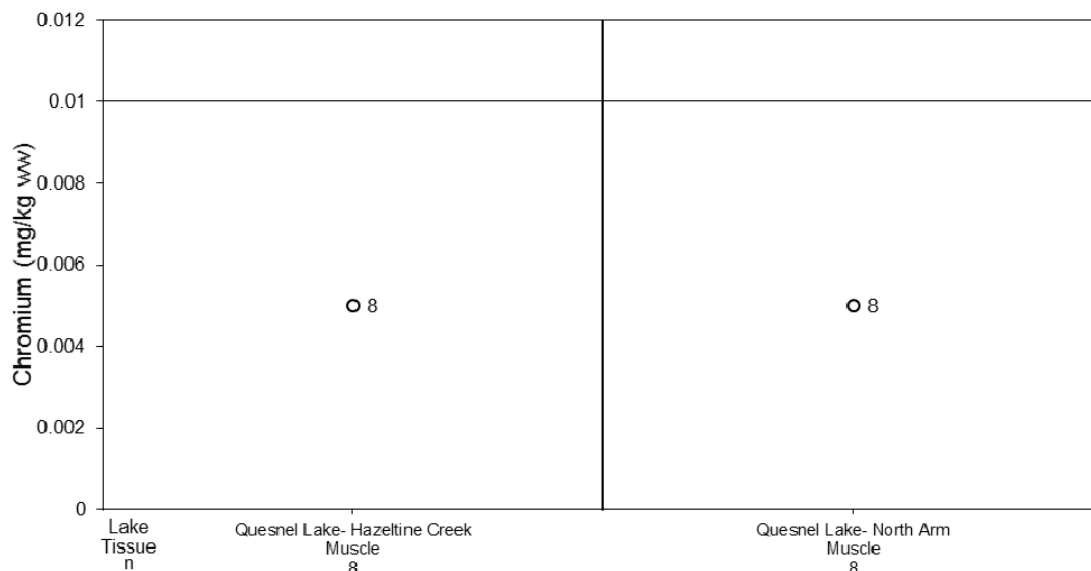 0.012
0.01
0.008
0.006
0.004
0.002
0
Chromium (mg/kg ww)
8
8
Lake
Tissue
n
Quesnel Lake- Hazeltine Creek
Muscle
8
Quesnel Lake- North Arm
Muscle
8